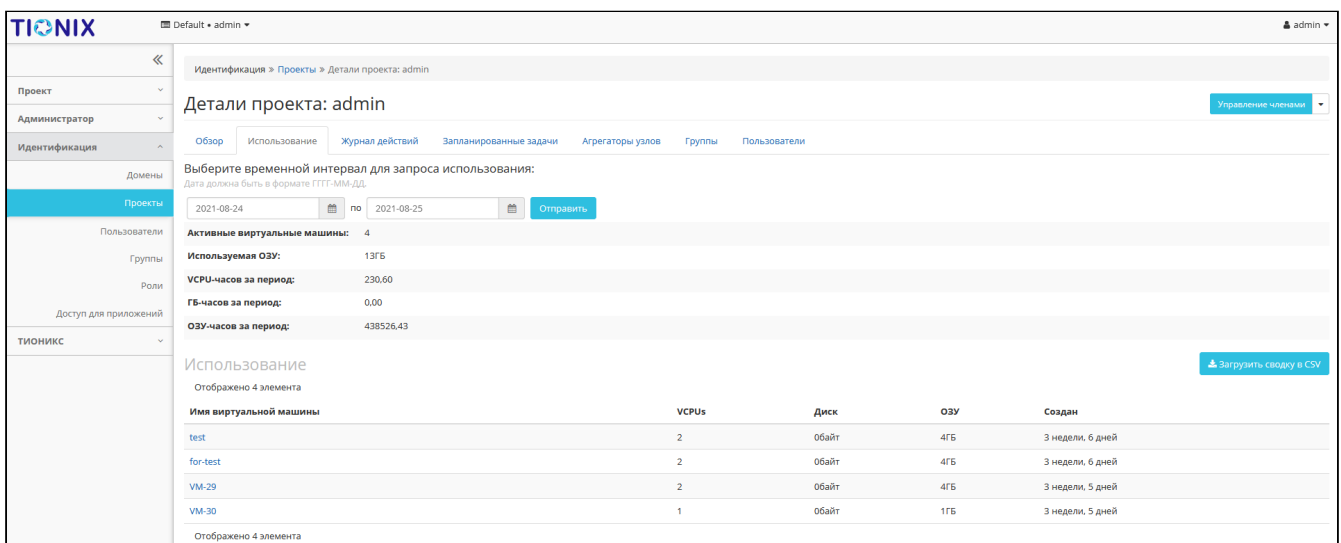 TIONIX
Default • admin
admin
Идентификация » Проекты » Детали проекта: admin
Проект
Администратор
Идентификация
Домены
Проекты
Пользователи
Группы
Роли
Доступ для приложений
ТИОНИКС
Детали проекта: admin
Управление членами
Обзор Использование Журнал действий Запланированные задачи Агрегаторы узлов Группы Пользователи
Выберите временной интервал для запроса использования:
Дата должна быть в формате ГГГГ-ММ-ДД.
2021-08-24 по 2021-08-25 Отправить
Активные виртуальные машины: 4
Используемая ОЗУ: 13ГБ
VCPU-часов за период: 230,60
ГБ-часов за период: 0,00
ОЗУ-часов за период: 438526,43
Использование
Загрузить сводку в CSV
Отображено 4 элемента
Имя виртуальной машины VCPUs Диск ОЗУ Создан
test 2 0байт 4ГБ 3 недели, 6 дней
for-test 2 0байт 4ГБ 3 недели, 6 дней
VM-29 2 0байт 4ГБ 3 недели, 5 дней
VM-30 1 0байт 1ГБ 3 недели, 5 дней
Отображено 4 элемента